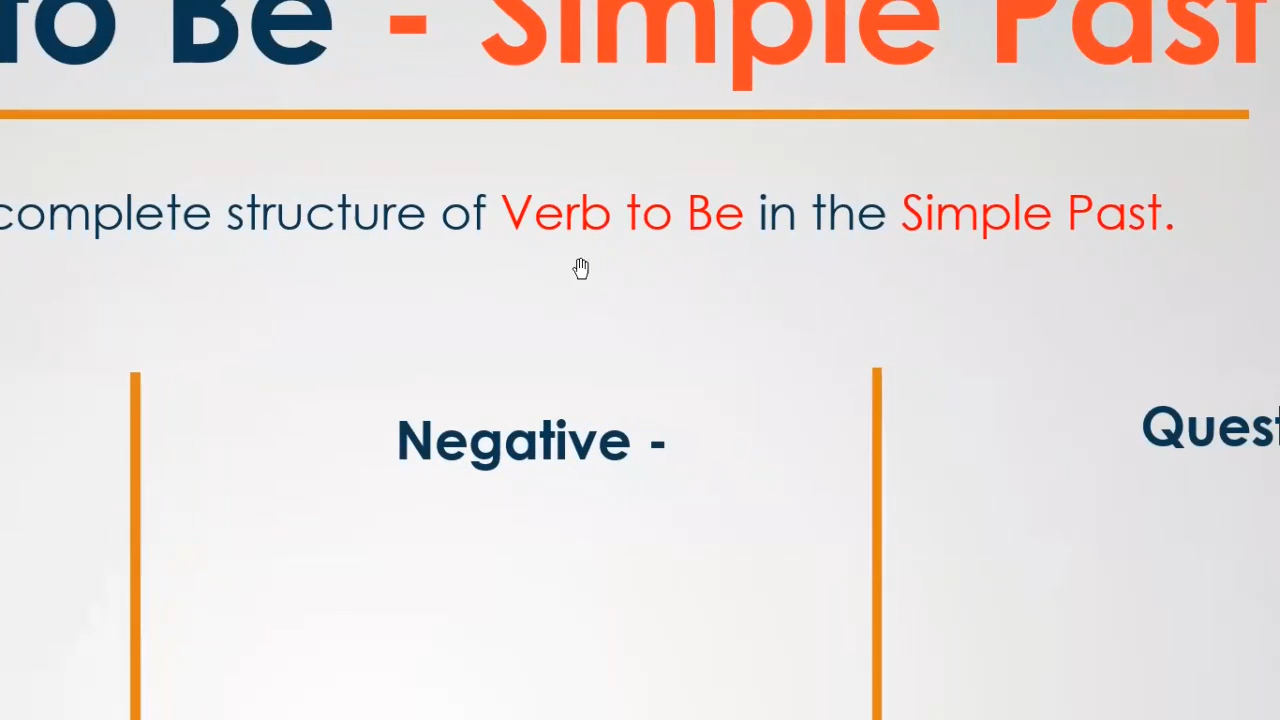 to Be - Simple Past
complete structure of Verb to Be in the Simple Past.
Negative -
Quest